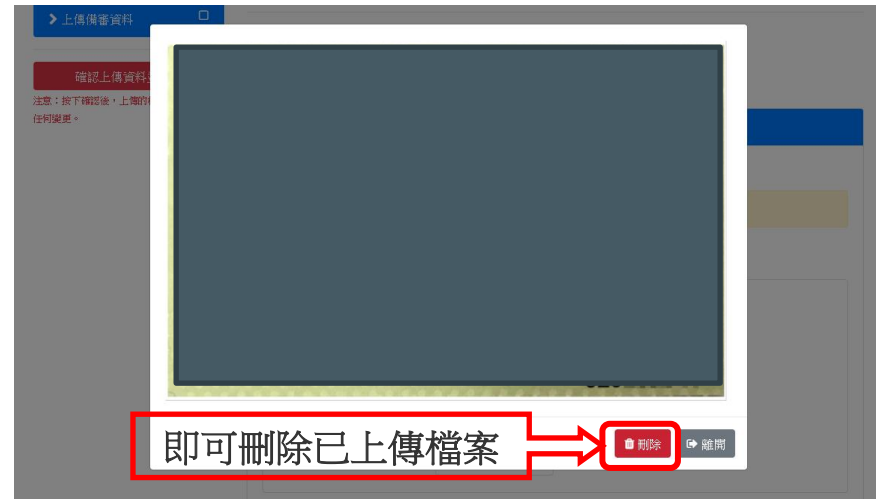 上傳備審資料
確認上傳資料
注意：按下確認後，上傳的
任何變更。
即可刪除已上傳檔案
刪除
離開